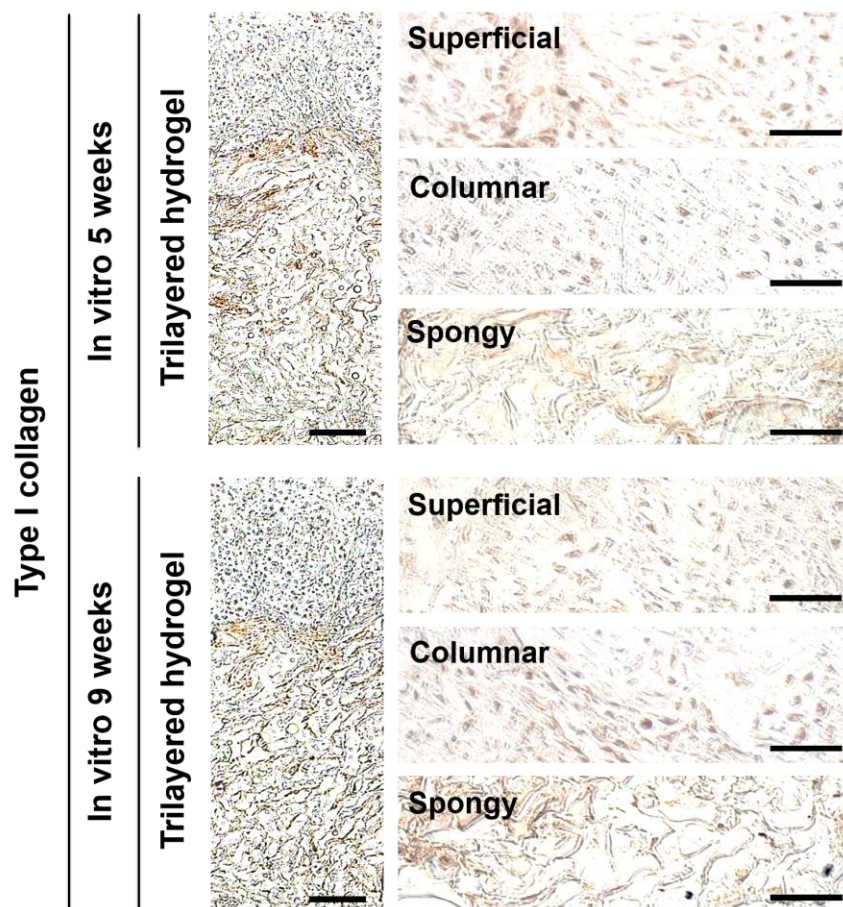 Type I collagen
In vitro 5 weeks
Trilayered hydrogel
Superficial
Columnar
Spongy
In vitro 9 weeks
Trilayered hydrogel
Superficial
Columnar
Spongy